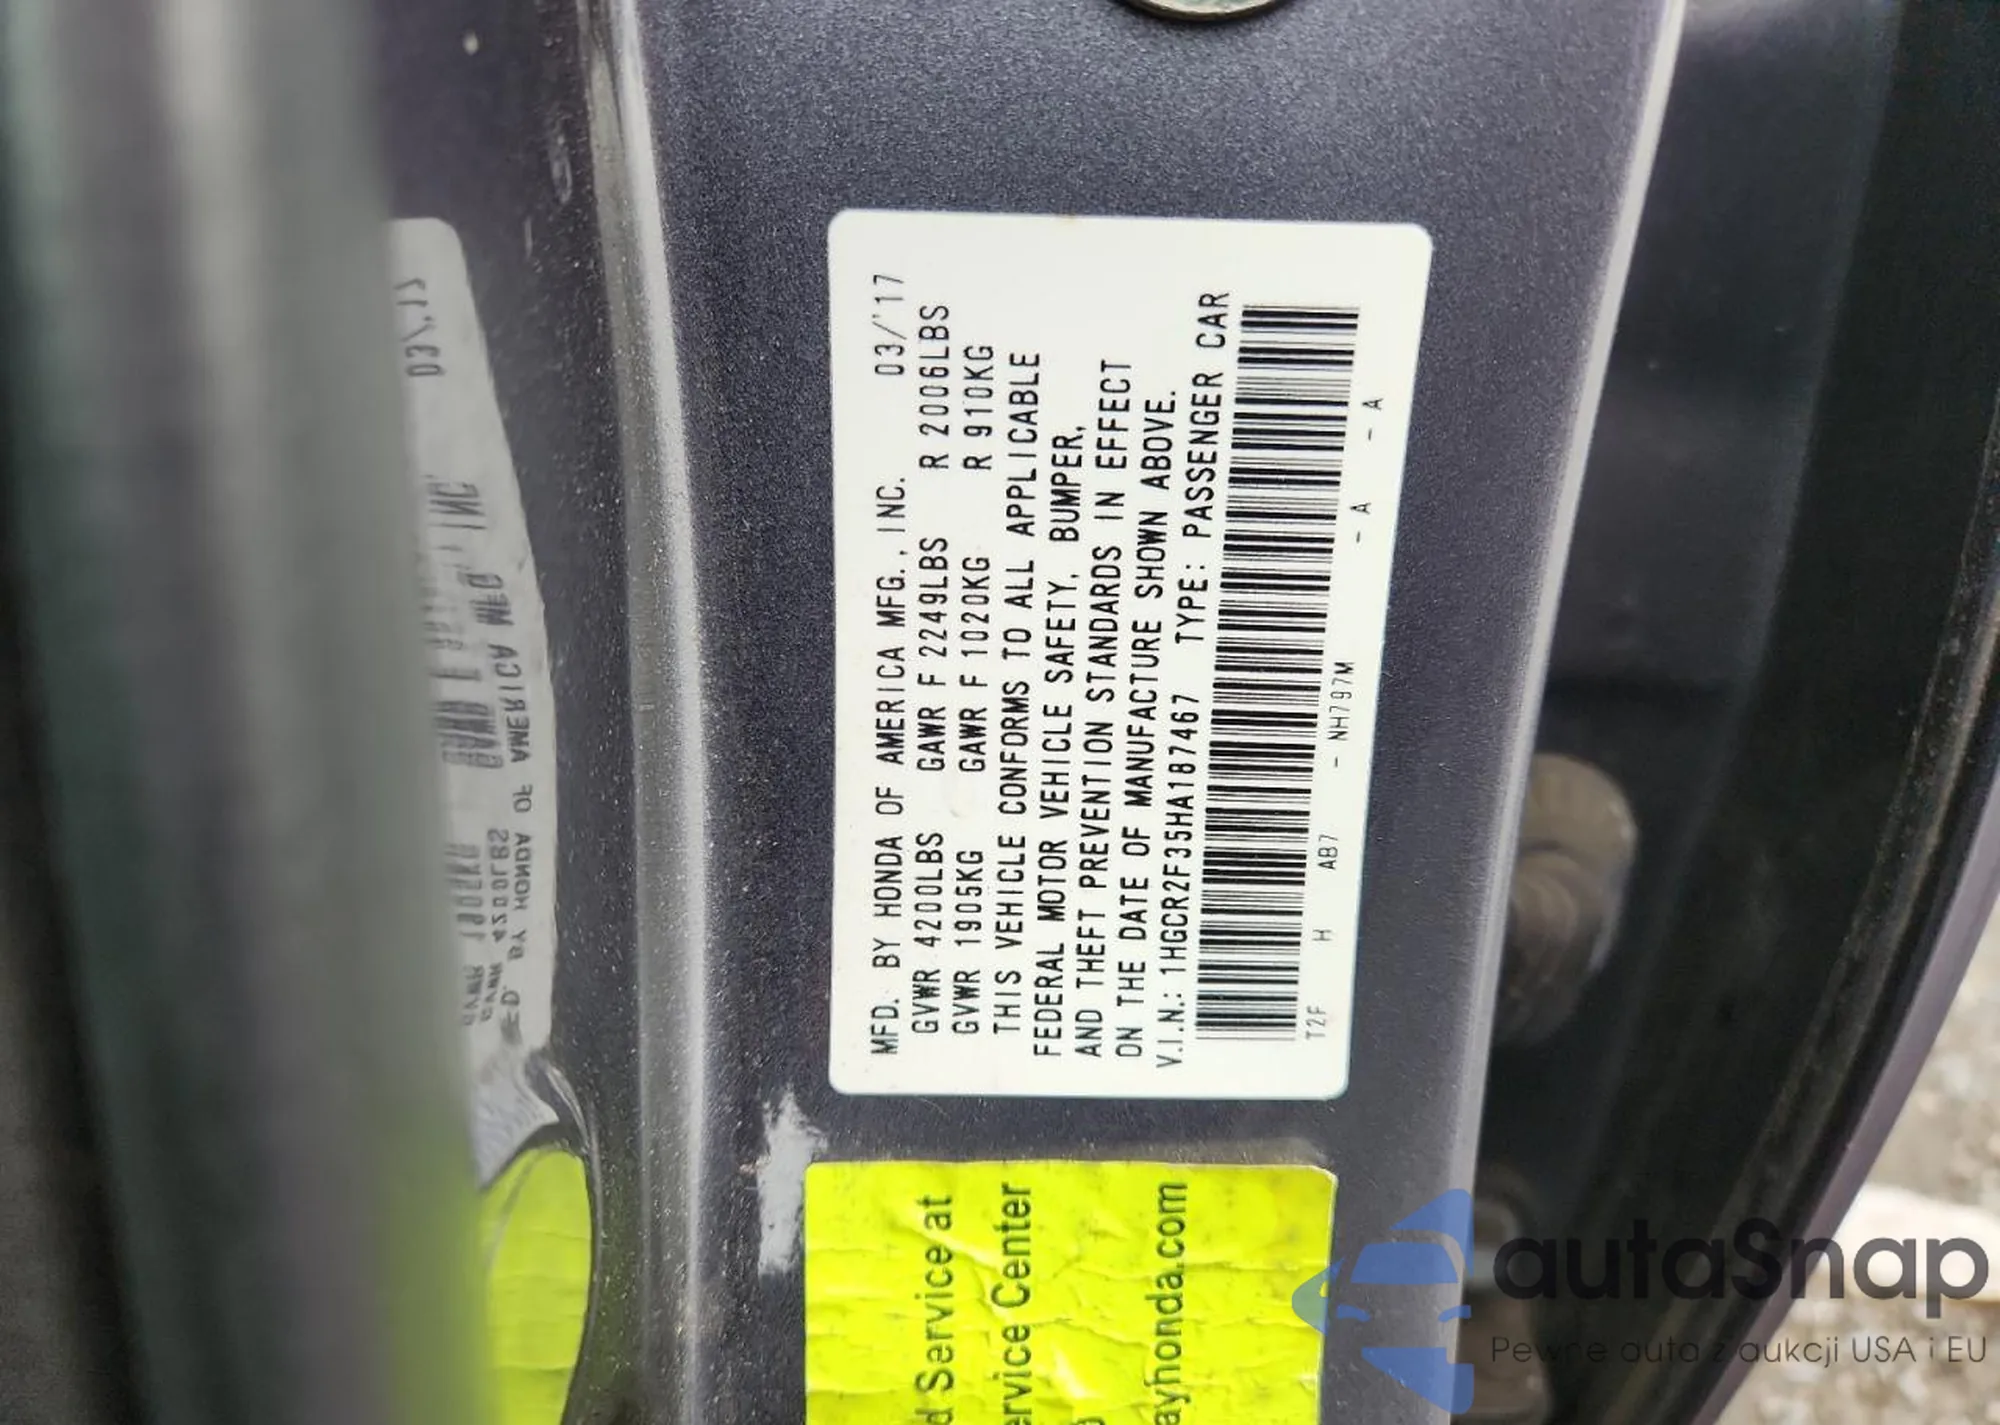 MFD. BY HONDA OF AMERICA MFG., INC. 03/'17
GVWR 4200LBS GAWR F 2249LBS R 2006LBS
GVWR 1905KG GAWR F 1020KG R 910KG
THIS VEHICLE CONFORMS TO ALL APPLICABLE
FEDERAL MOTOR VEHICLE SAFETY, BUMPER,
AND THEFT PREVENTION STANDARDS IN EFFECT
ON THE DATE OF MANUFACTURE SHOWN ABOVE.
V.I.N.: 1HGCR2F35HA187467 TYPE: PASSENGER CAR
T2F H AB7 - NH797M - A - A
d Service at
ervice Center
ayhonda.com
autaSnap
Pewne auta z aukcji USA i EU